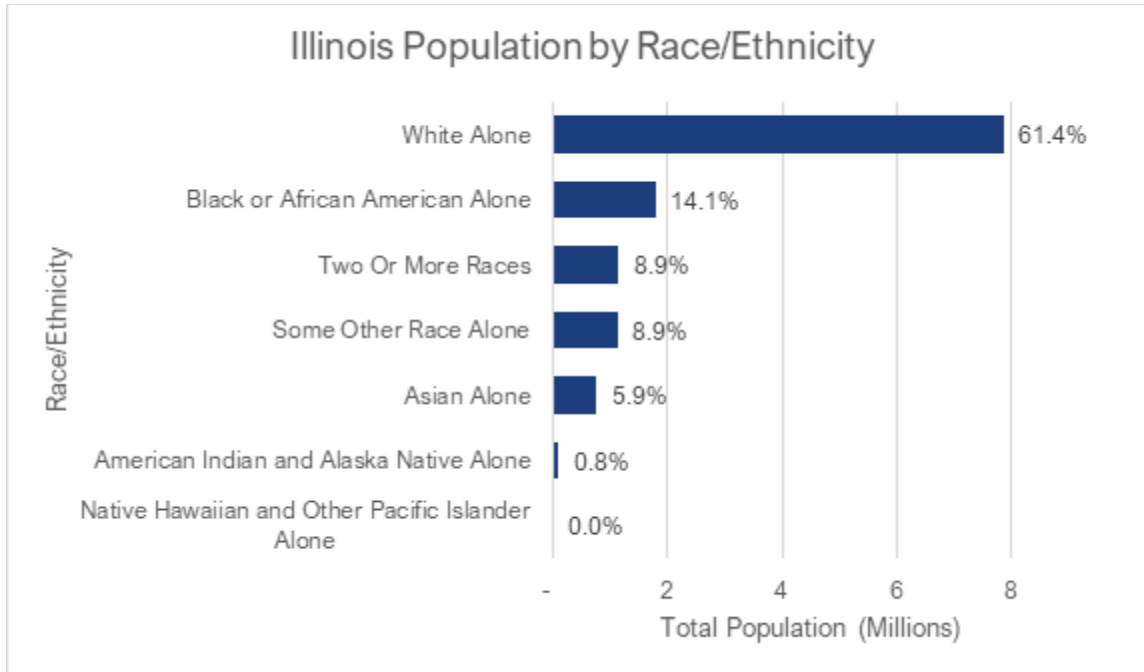 Illinois Population by Race/Ethnicity
Race/Ethnicity
White Alone
61.4%
Black or African American Alone
14.1%
Two Or More Races
8.9%
Some Other Race Alone
8.9%
Asian Alone
5.9%
American Indian and Alaska Native Alone
0.8%
Native Hawaiian and Other Pacific Islander
Alone
0.0%
- 2 4 6 8
Total Population (Millions)